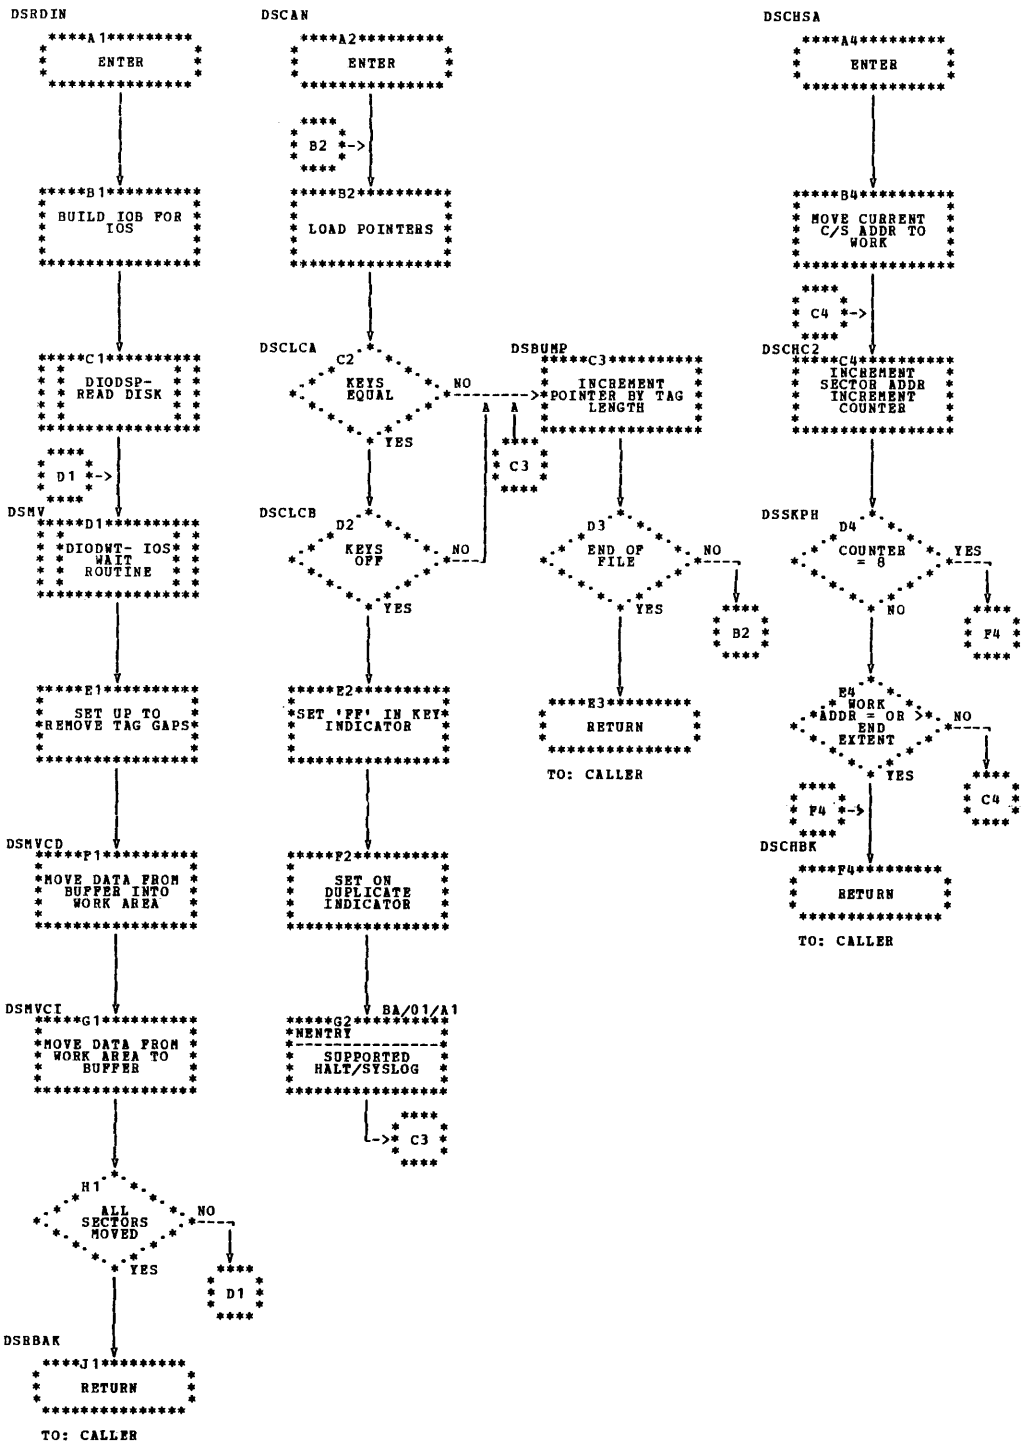 DSRDIN
A1
ENTER
B1
BUILD IOB FOR
IOS
C1
DIODSP-
READ DISK
D1
DSMV
D1
DIODWT- IOS
WAIT
ROUTINE
E1
SET UP TO
REMOVE TAG GAPS
DSMVCD
F1
MOVE DATA FROM
BUFFER INTO
WORK AREA
DSMVCI
G1
MOVE DATA FROM
WORK AREA TO
BUFFER
H1
ALL
SECTORS
MOVED
NO
YES
D1
DSRBAK
J1
RETURN
TO: CALLER
DSCAN
A2
ENTER
B2
B2
LOAD POINTERS
DSCLCA
C2
KEYS
EQUAL
NO
YES
DSCLCB
D2
KEYS
OFF
NO
YES
E2
SET 'FF' IN KEY
INDICATOR
F2
SET ON
DUPLICATE
INDICATOR
BA/01/A1
G2
NENTRY
SUPPORTED
HALT/SYSLOG
C3
DSBUMP
C3
INCREMENT
POINTER BY TAG
LENGTH
A A
C3
D3
END OF
FILE
NO
YES
B2
E3
RETURN
TO: CALLER
DSCHSA
A4
ENTER
B4
MOVE CURRENT
C/S ADDR TO
WORK
C4
DSCHC2
C4
INCREMENT
SECTOR ADDR
INCREMENT
COUNTER
DSSKPH
D4
COUNTER
= 8
YES
NO
F4
E4
WORK
ADDR = OR >
END
EXTENT
NO
YES
C4
F4
DSCHBK
F4
RETURN
TO: CALLER